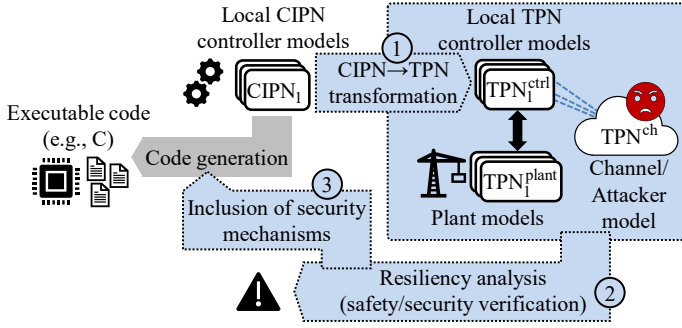 Local CIPN
controller models
CIPN₁
1
CIPN→TPN
transformation
Local TPN
controller models
TPN₁ᶜᵗʳˡ
TPNᶜʰ
Channel/
Attacker
model
TPN₁ᵖˡᵃⁿᵗ
Plant models
Executable code
(e.g., C)
Code generation
3
Inclusion of security
mechanisms
Resiliency analysis
(safety/security verification)
2